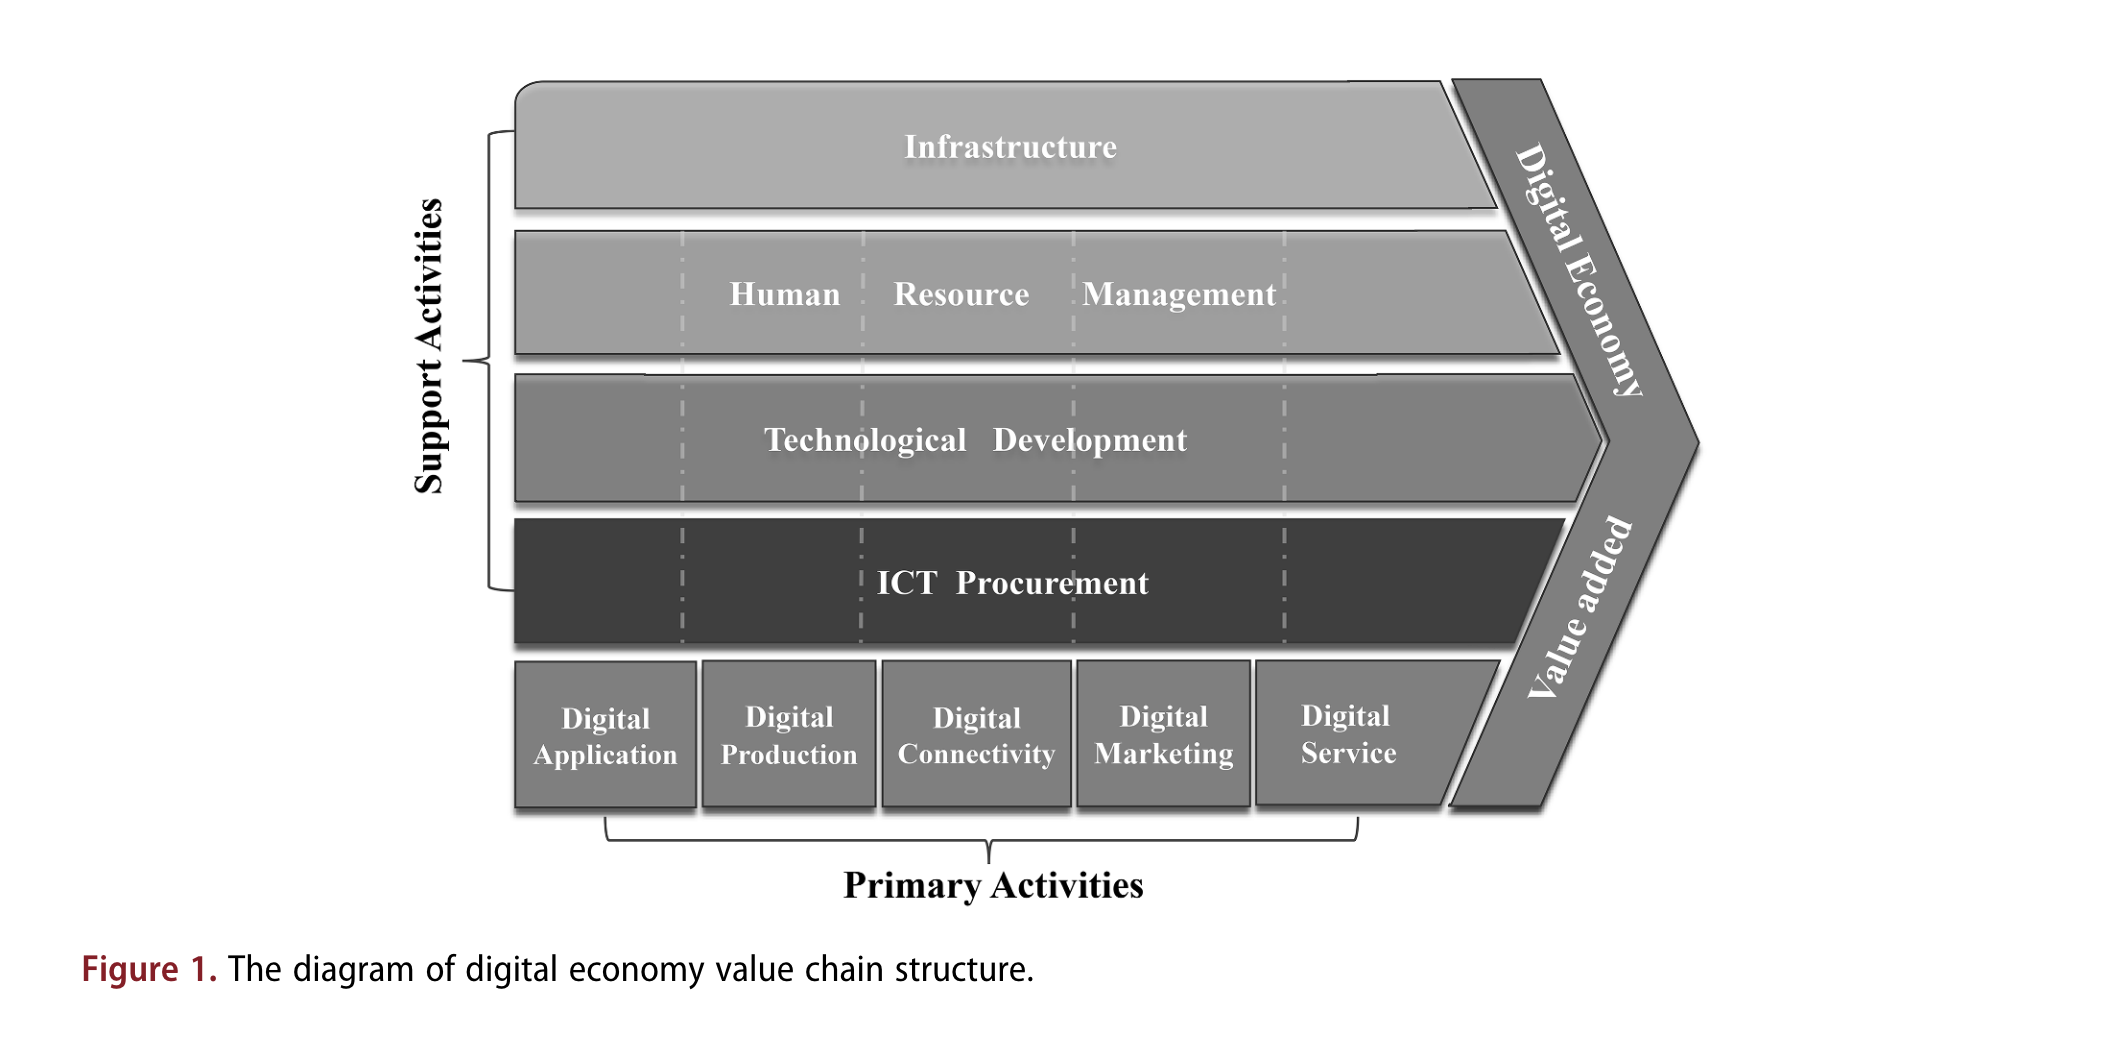 Support Activities
Infrastructure
Human Resource Management
Technological Development
ICT Procurement
Digital Economy
Value added
Digital
Application
Digital
Production
Digital
Connectivity
Digital
Marketing
Digital
Service
Primary Activities
Figure 1. The diagram of digital economy value chain structure.